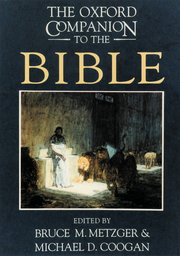 THE OXFORD
COMPANION
TO THE
BIBLE
EDITED BY
BRUCE M. METZGER &
MICHAEL D. COOGAN